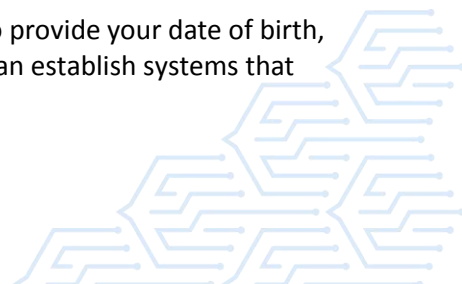 o provide your date of birth,
an establish systems that